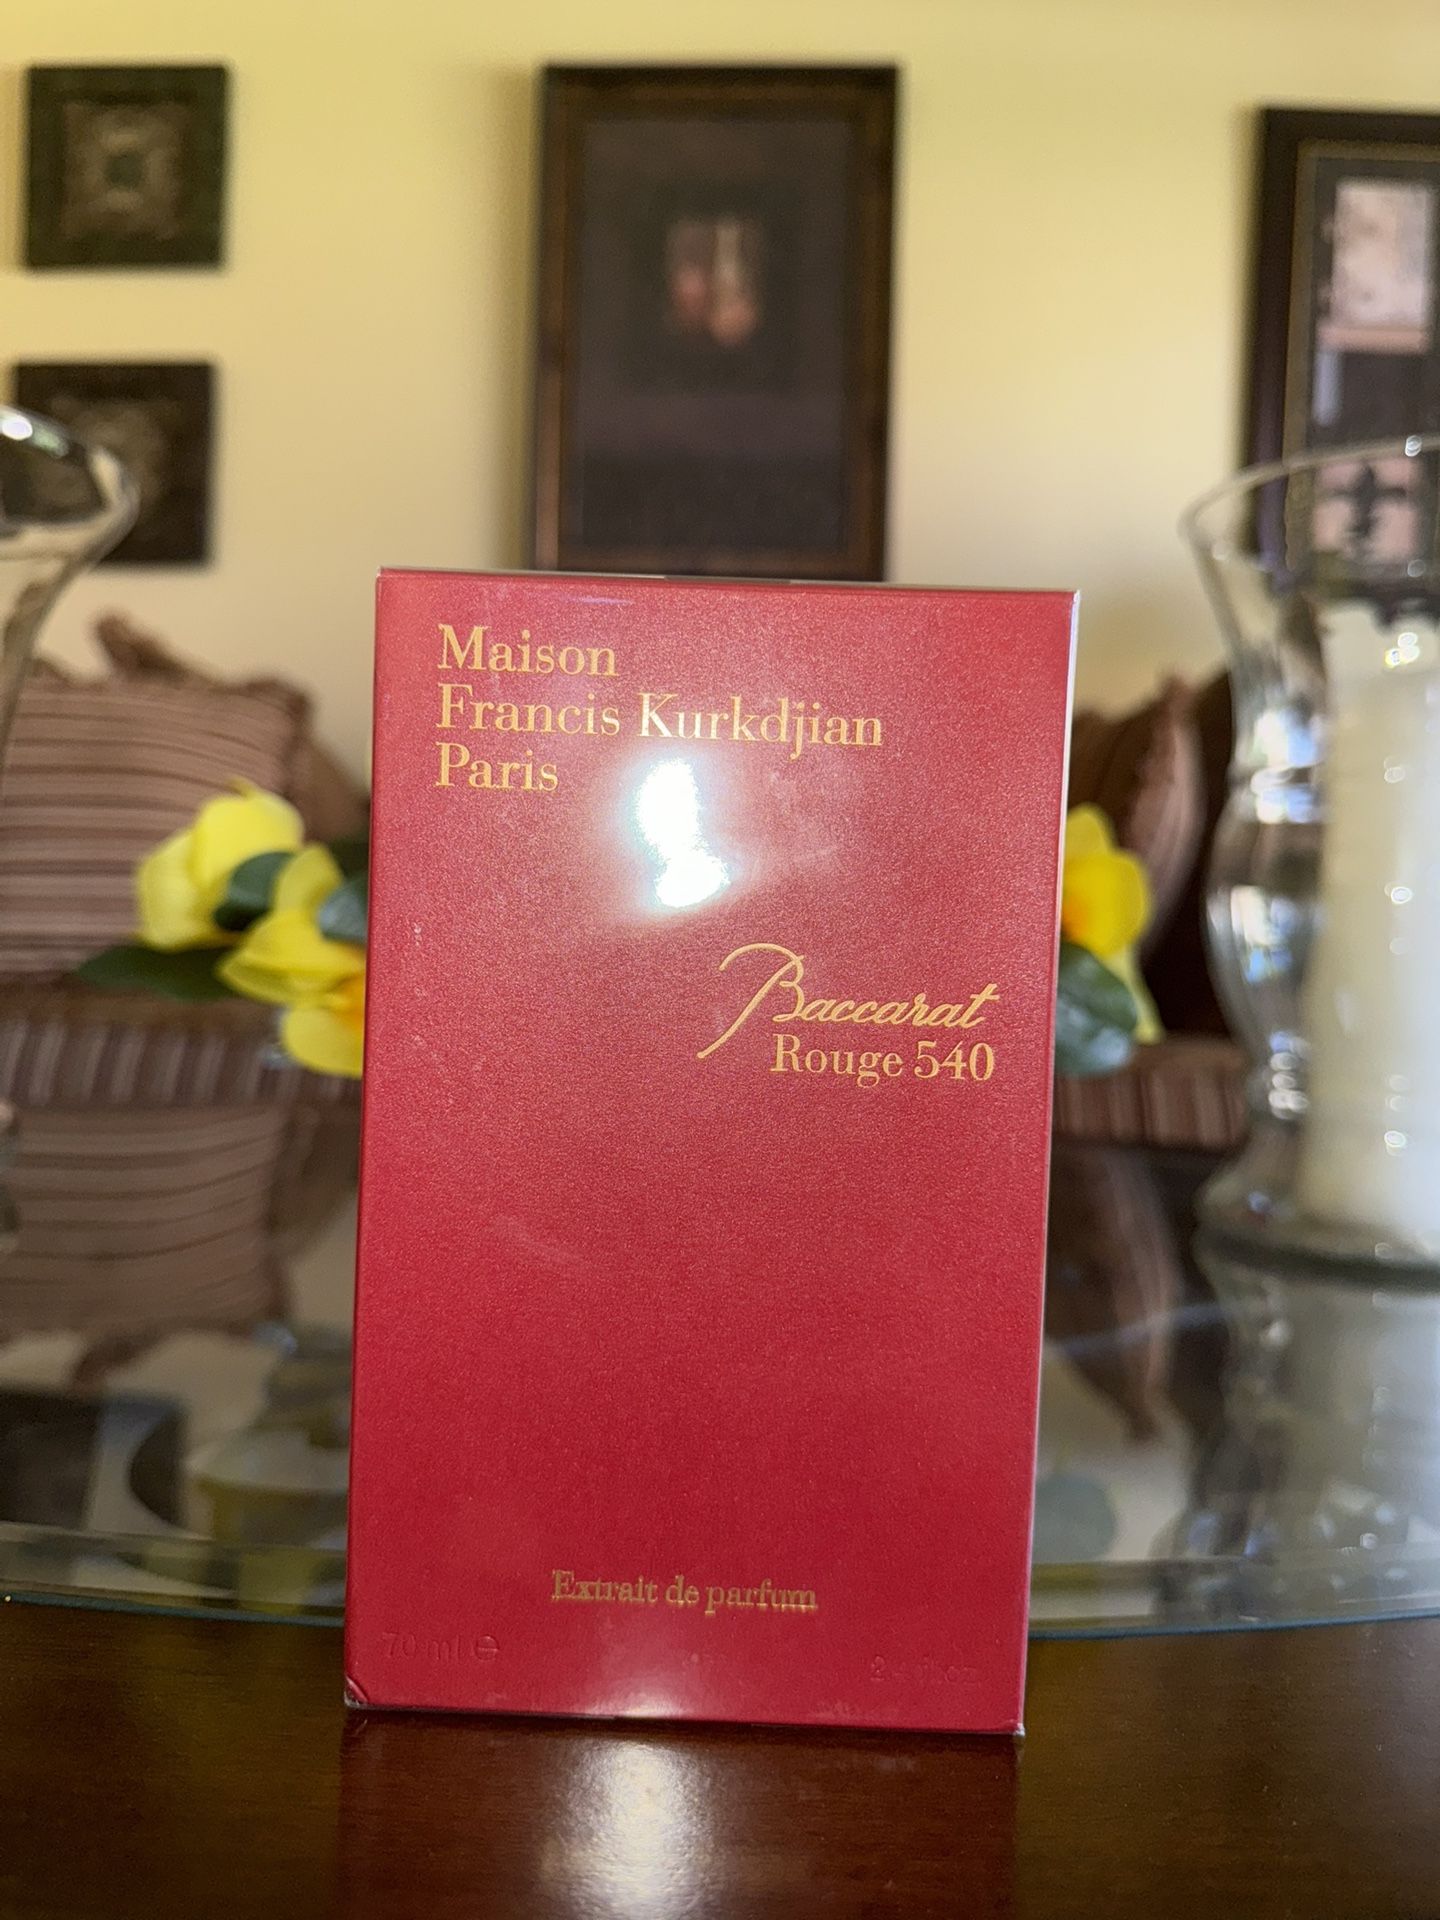 Maison
Francis Kurkdjian
Paris
Baccarat
Rouge 540
Extrait de parfum
70 ml ℮